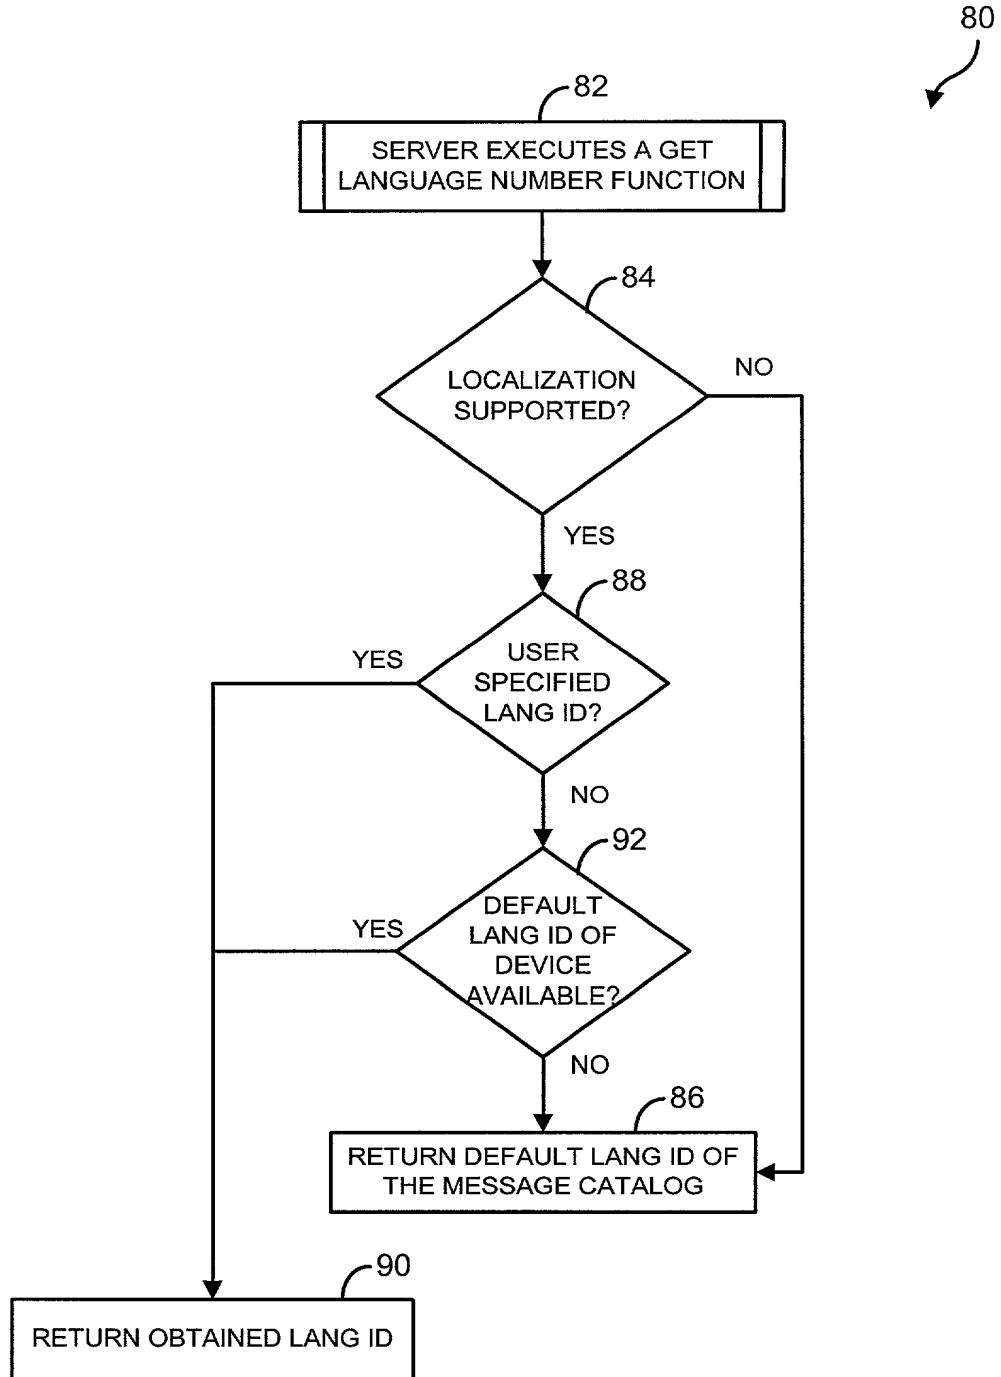 80
82
SERVER EXECUTES A GET
LANGUAGE NUMBER FUNCTION
84
LOCALIZATION
SUPPORTED?
NO
YES
88
USER
SPECIFIED
LANG ID?
YES
NO
92
DEFAULT
LANG ID OF
DEVICE
AVAILABLE?
YES
NO
86
RETURN DEFAULT LANG ID OF
THE MESSAGE CATALOG
90
RETURN OBTAINED LANG ID